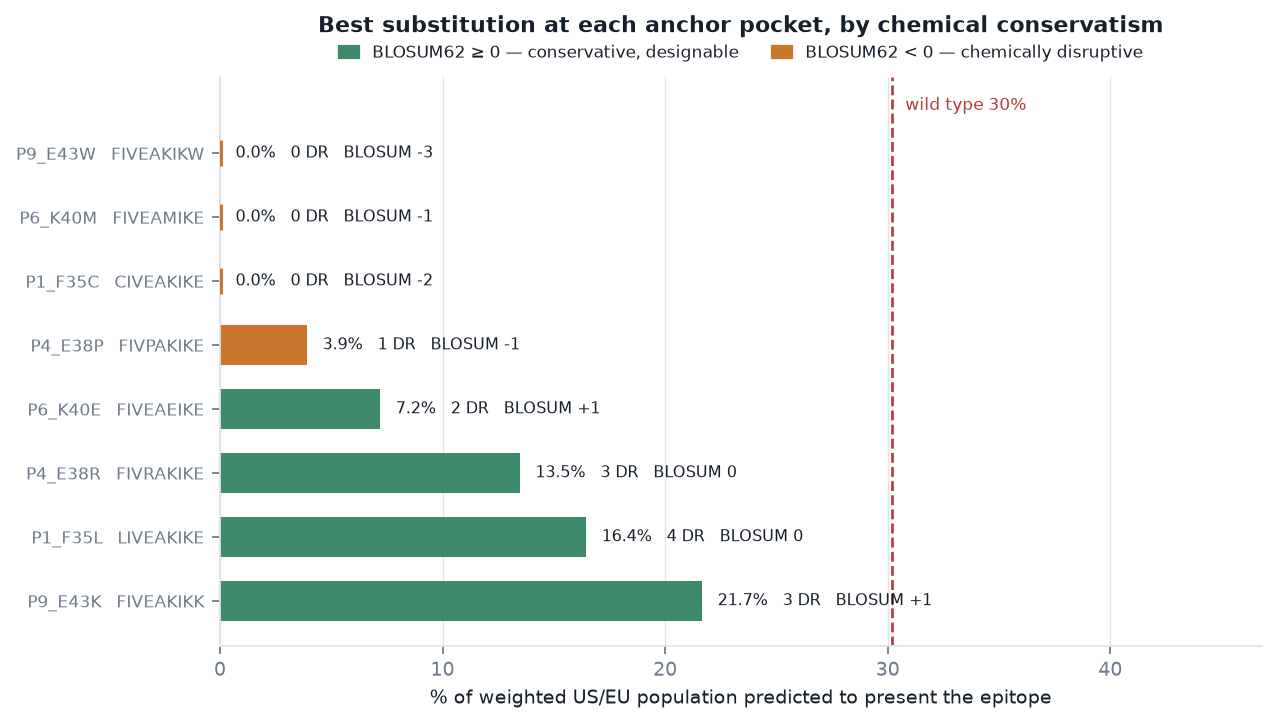 Best substitution at each anchor pocket, by chemical conservatism
BLOSUM62 ≥ 0 — conservative, designable BLOSUM62 < 0 — chemically disruptive
wild type 30%
P9_E43W FIVEAKIKW 0.0% 0 DR BLOSUM -3
P6_K40M FIVEAMIKE 0.0% 0 DR BLOSUM -1
P1_F35C CIVEAKIKE 0.0% 0 DR BLOSUM -2
P4_E38P FIVPAKIKE 3.9% 1 DR BLOSUM -1
P6_K40E FIVEAEIKE 7.2% 2 DR BLOSUM +1
P4_E38R FIVRAKIKE 13.5% 3 DR BLOSUM 0
P1_F35L LIVEAKIKE 16.4% 4 DR BLOSUM 0
P9_E43K FIVEAKIKK 21.7% 3 DR BLOSUM +1
0 10 20 30 40
% of weighted US/EU population predicted to present the epitope